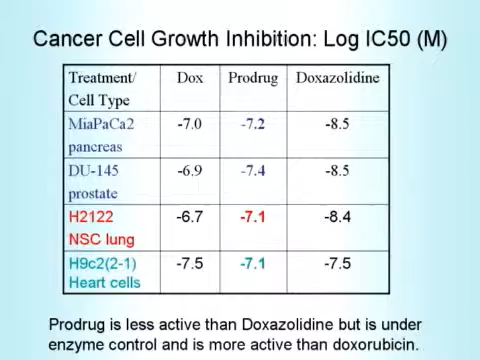 Cancer Cell Growth Inhibition: Log IC50 (M)
Treatment/ Dox Prodrug Doxazolidine
Cell Type
MiaPaCa2 -7.0 -7.2 -8.5
pancreas
DU-145 -6.9 -7.4 -8.5
prostate
H2122 -6.7 -7.1 -8.4
NSC lung
H9c2(2-1) -7.5 -7.1 -7.5
Heart cells
Prodrug is less active than Doxazolidine but is under
enzyme control and is more active than doxorubicin.